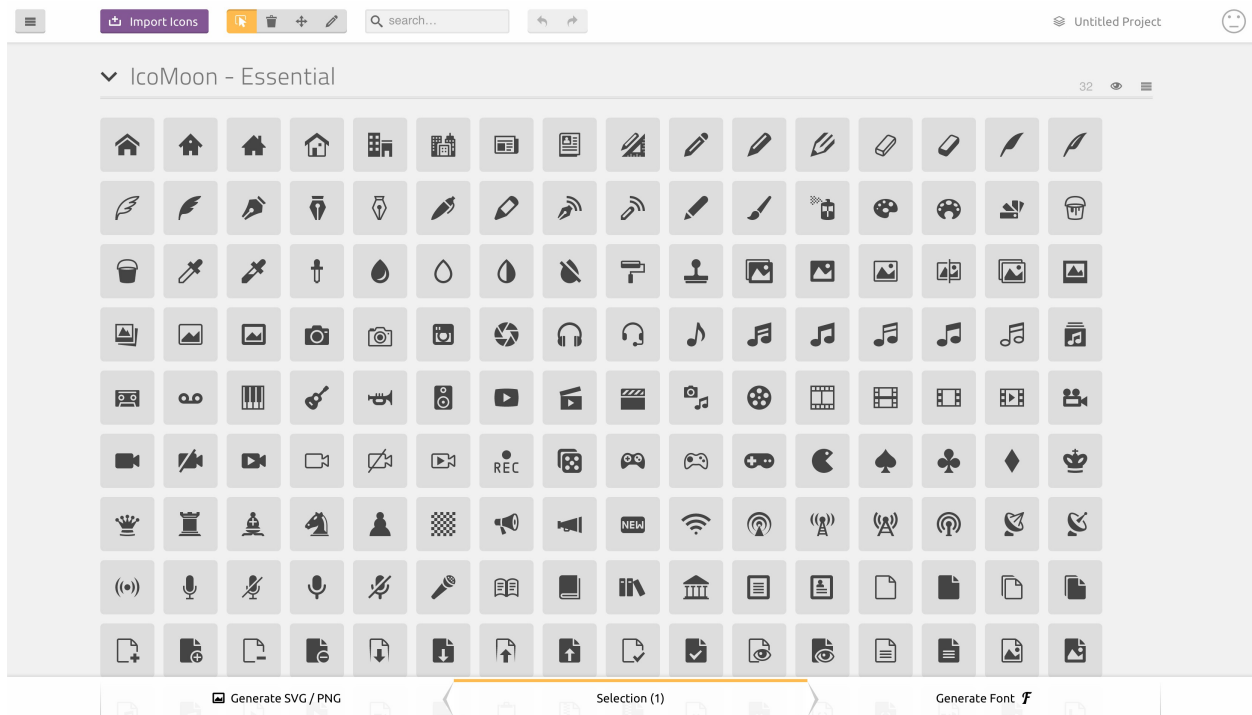 Import Icons
search...
Untitled Project
IcoMoon - Essential
32
REC
NEW
Generate SVG / PNG
Selection (1)
Generate Font F